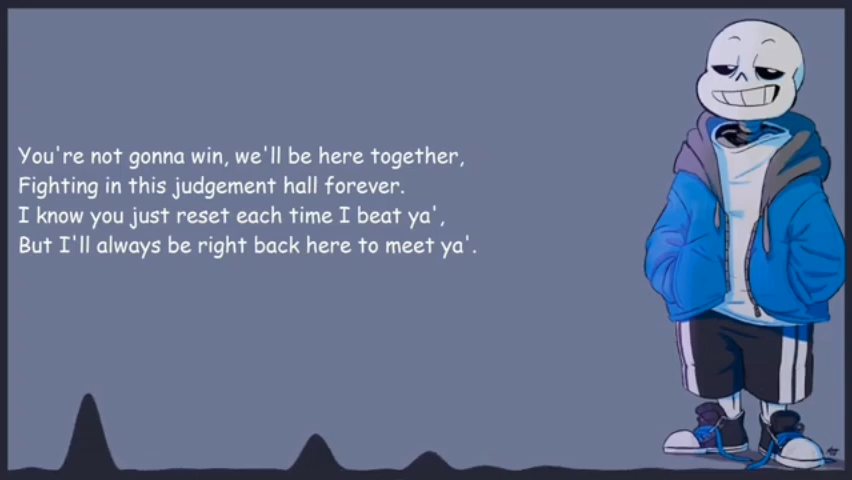 You're not gonna win, we'll be here together,
Fighting in this judgement hall forever.
I know you just reset each time I beat ya',
But I'll always be right back here to meet ya'.